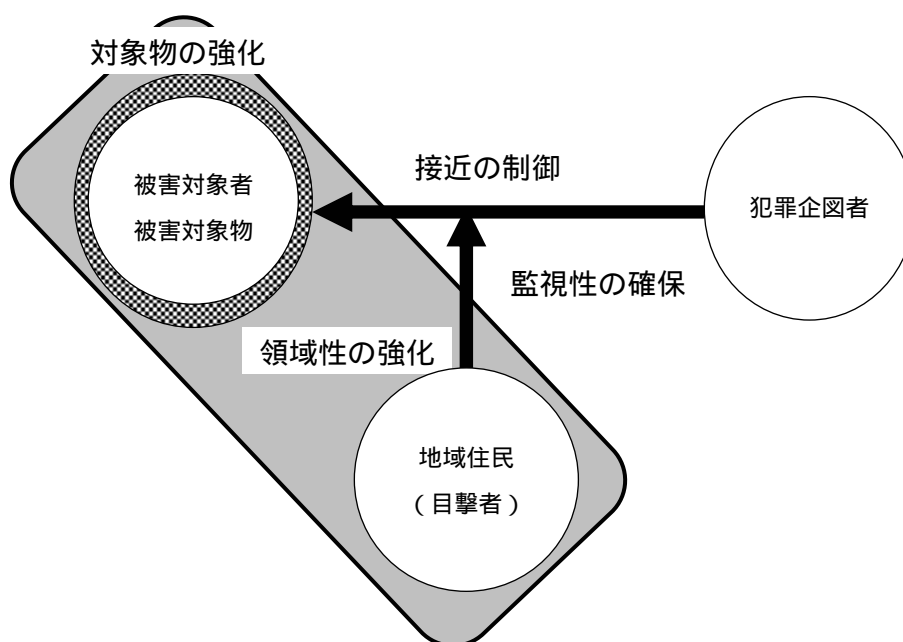 対象物の強化
被害対象者
被害対象物
接近の制御
犯罪企図者
監視性の確保
領域性の強化
地域住民
（目撃者）